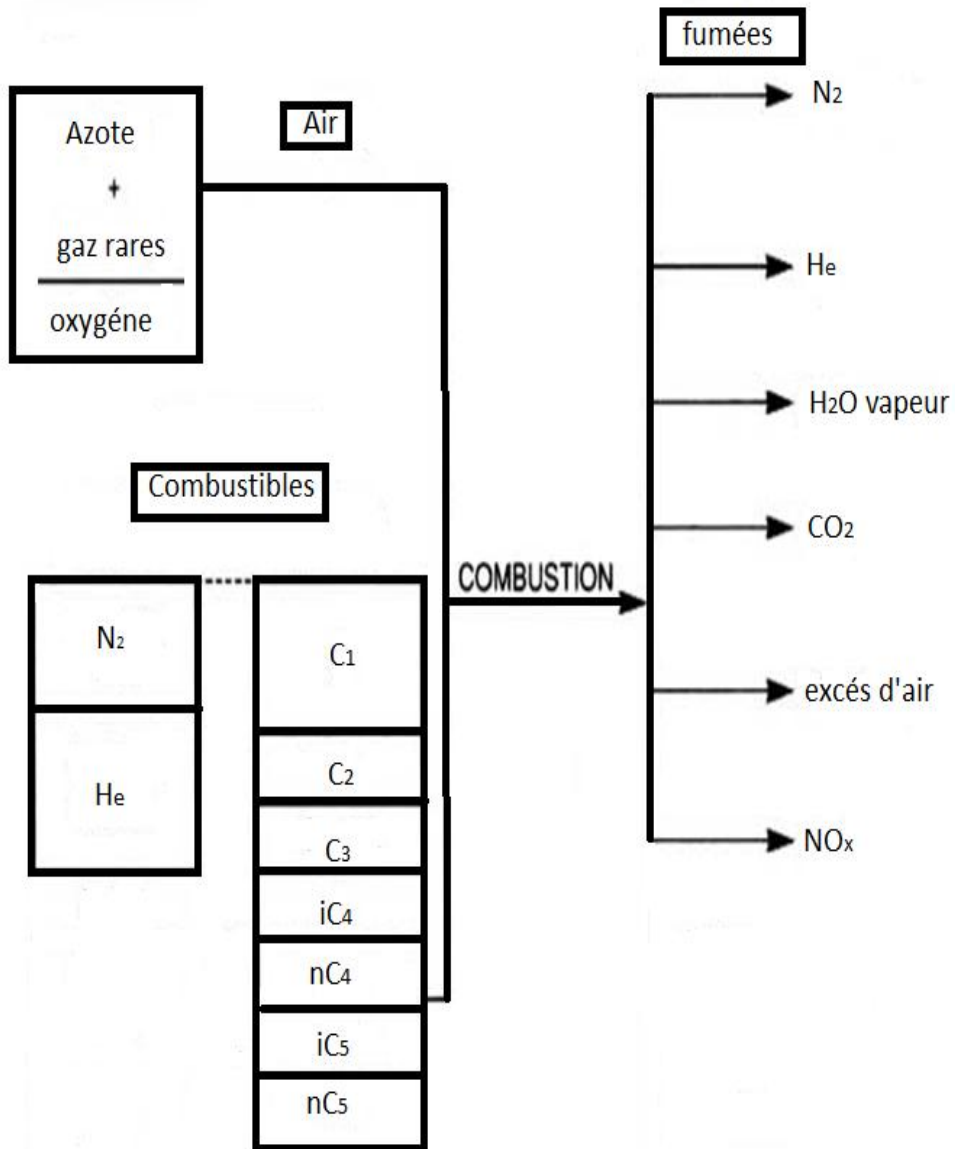 fumées
Azote
+
gaz rares
oxygéne
Air
Combustibles
N2
He
C1
C2
C3
iC4
nC4
iC5
nC5
COMBUSTION
N2
He
H2O vapeur
CO2
excés d'air
NOx